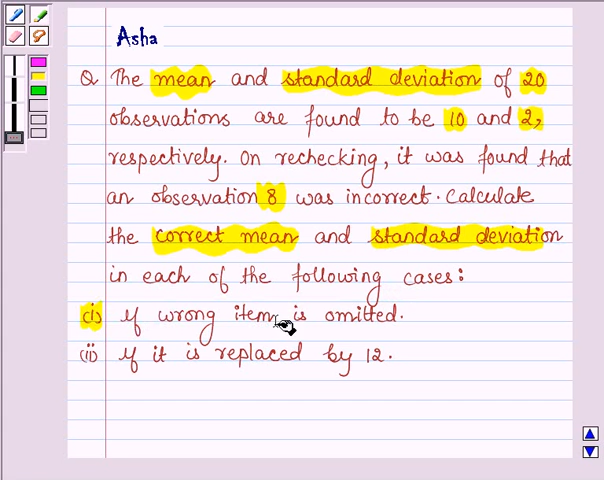 Asha
Q The mean and standard deviation of 20
observations are found to be 10 and 2,
respectively. On rechecking, it was found that
an observation 8 was incorrect. Calculate
the correct mean and standard deviation
in each of the following cases:
(i) If wrong item is omitted.
(ii) If it is replaced by 12.